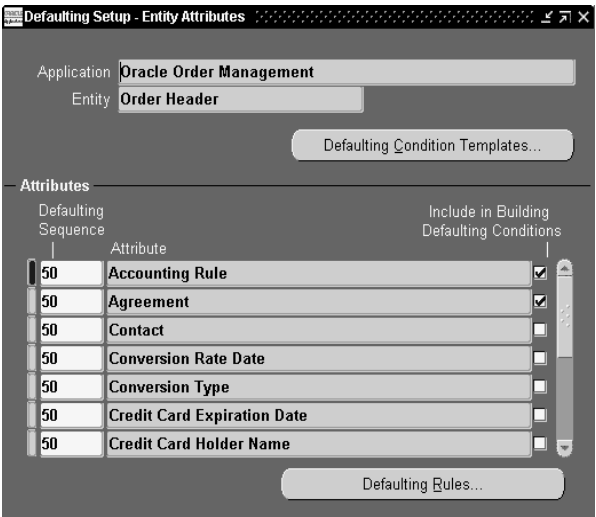 Defaulting Setup - Entity Attributes
Application Oracle Order Management
Entity Order Header
Defaulting Condition Templates...
Attributes
Defaulting Include in Building
Sequence Defaulting Conditions
Attribute
50 Accounting Rule
50 Agreement
50 Contact
50 Conversion Rate Date
50 Conversion Type
50 Credit Card Expiration Date
50 Credit Card Holder Name
Defaulting Rules...